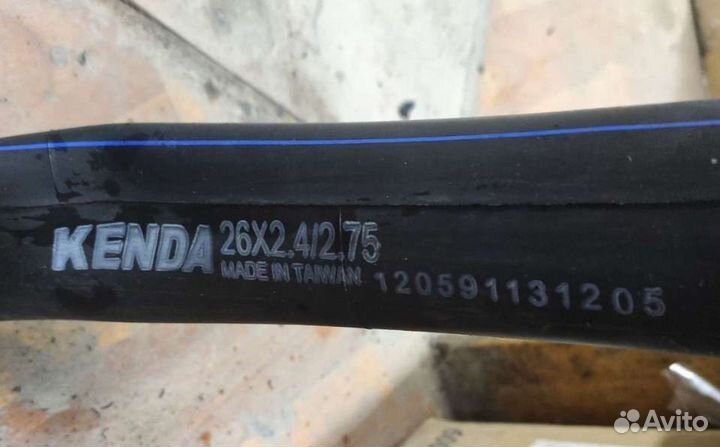 KENDA 26X2.4/2.75
MADE IN TAIWAN 120591131205
Avito